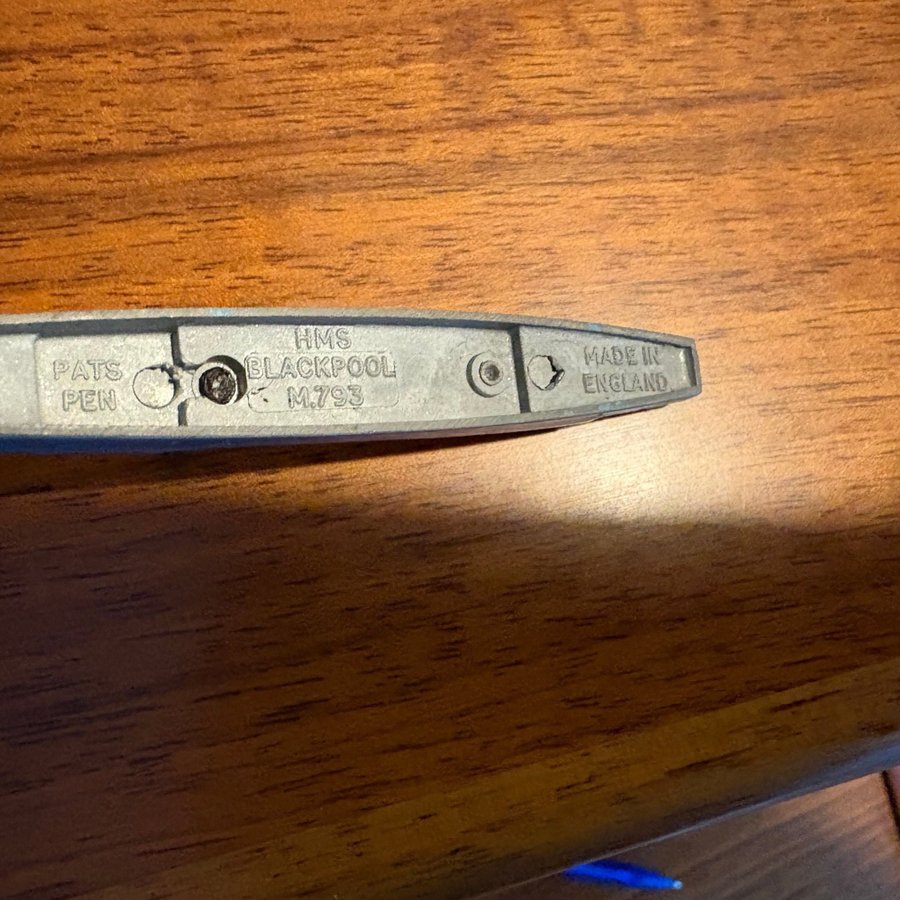 PATS
PEN
HMS
BLACKPOOL
M.793
MADE IN
ENGLAND